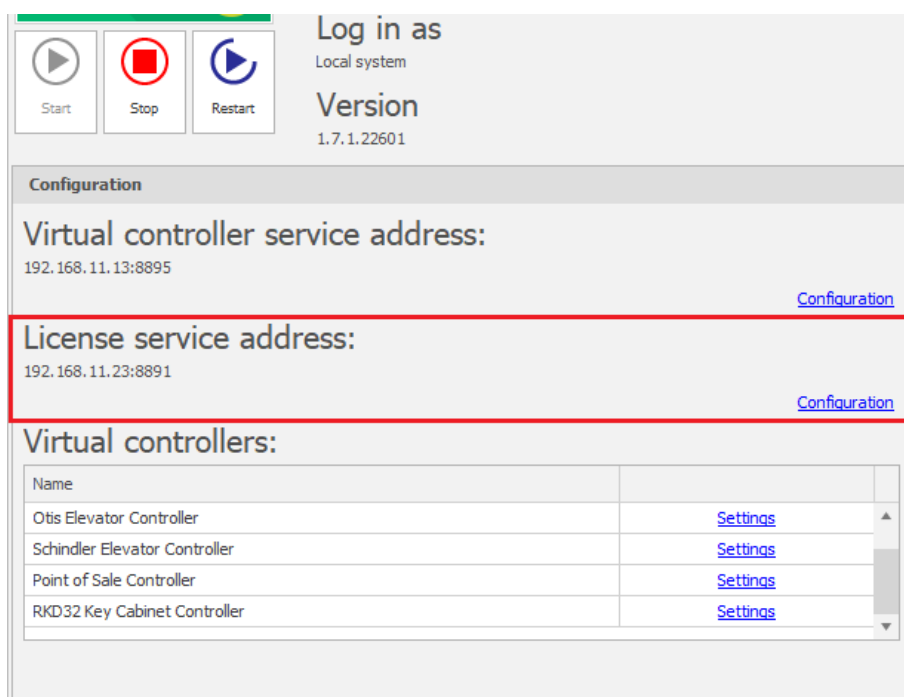 Log in as
Local system
Start
Stop
Restart
Version
1.7.1.22601
Configuration
Virtual controller service address:
192.168.11.13:8895
Configuration
License service address:
192.168.11.23:8891
Configuration
Virtual controllers:
Name
Otis Elevator Controller Settings
Schindler Elevator Controller Settings
Point of Sale Controller Settings
RKD32 Key Cabinet Controller Settings